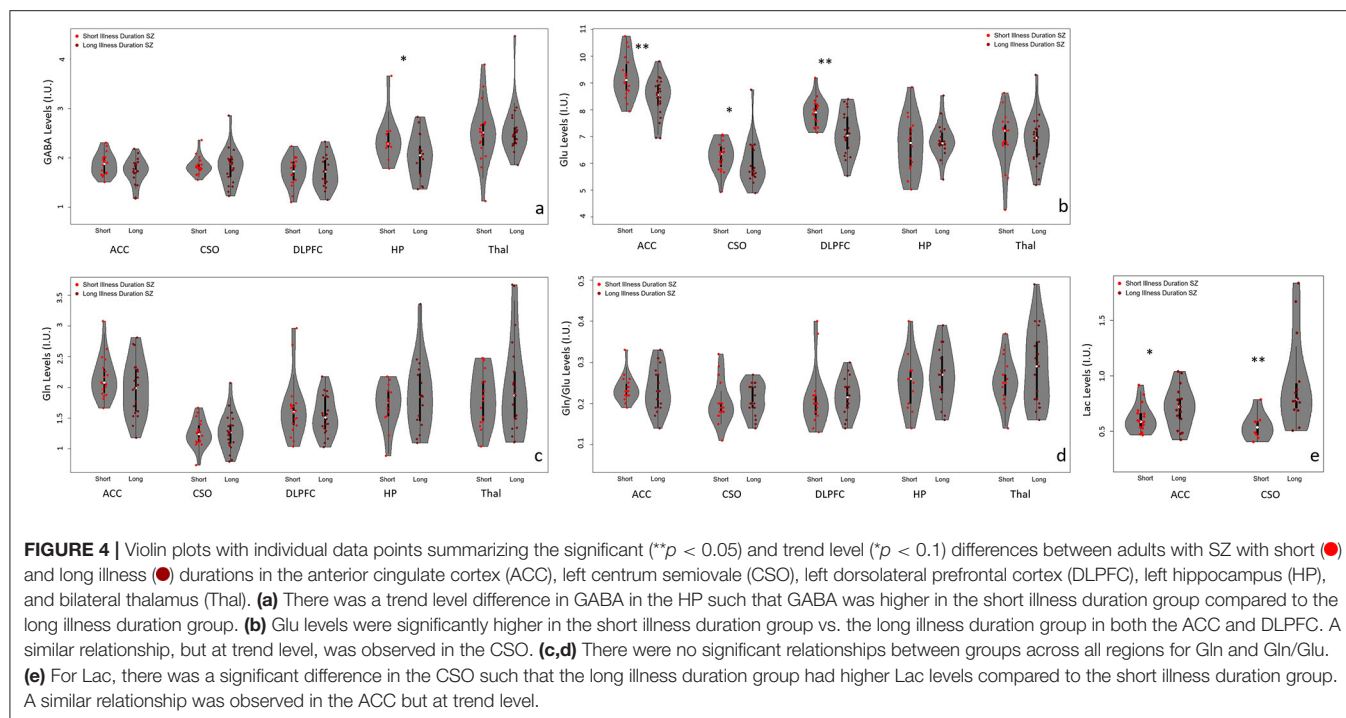 Short Illness Duration SZ
Long Illness Duration SZ
GABA Levels (I.U.)
4
3
2
1
*
a
Short Long Short Long Short Long Short Long Short Long
ACC CSO DLPFC HP Thal
Short Illness Duration SZ
Long Illness Duration SZ
Glu Levels (I.U.)
11
10
9
8
7
6
5
4
**
*
**
b
Short Long Short Long Short Long Short Long Short Long
ACC CSO DLPFC HP Thal
Short Illness Duration SZ
Long Illness Duration SZ
Gln Levels (I.U.)
3.5
3
2.5
2
1.5
1
c
Short Long Short Long Short Long Short Long Short Long
ACC CSO DLPFC HP Thal
Short Illness Duration SZ
Long Illness Duration SZ
Gln/Glu Levels (I.U.)
0.5
0.4
0.3
0.2
0.1
d
Short Long Short Long Short Long Short Long Short Long
ACC CSO DLPFC HP Thal
Short Illness Duration SZ
Long Illness Duration SZ
Lac Levels (I.U.)
1.5
1.0
0.5
*
**
e
Short Long Short Long
ACC CSO
FIGURE 4 | Violin plots with individual data points summarizing the significant (**p < 0.05) and trend level (*p < 0.1) differences between adults with SZ with short (●)
and long illness (●) durations in the anterior cingulate cortex (ACC), left centrum semiovale (CSO), left dorsolateral prefrontal cortex (DLPFC), left hippocampus (HP),
and bilateral thalamus (Thal). (a) There was a trend level difference in GABA in the HP such that GABA was higher in the short illness duration group compared to the
long illness duration group. (b) Glu levels were significantly higher in the short illness duration group vs. the long illness duration group in both the ACC and DLPFC. A
similar relationship, but at trend level, was observed in the CSO. (c,d) There were no significant relationships between groups across all regions for Gln and Gln/Glu.
(e) For Lac, there was a significant difference in the CSO such that the long illness duration group had higher Lac levels compared to the short illness duration group.
A similar relationship was observed in the ACC but at trend level.